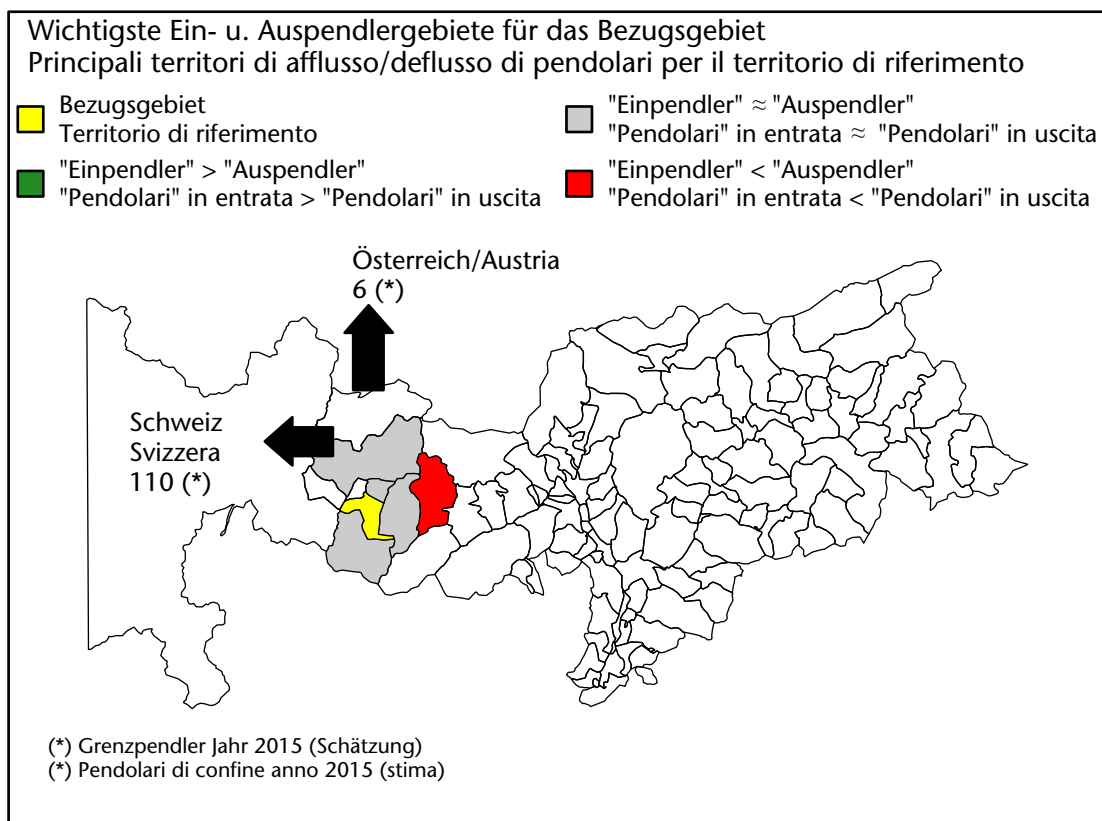 Wichtigste Ein- u. Auspendlergebiete für das Bezugsgebiet
Principali territori di afflusso/deflusso di pendolari per il territorio di riferimento
Bezugsgebiet
Territorio di riferimento
"Einpendler" > "Auspendler"
"Pendolari" in entrata > "Pendolari" in uscita
"Einpendler" ≈ "Auspendler"
"Pendolari" in entrata ≈ "Pendolari" in uscita
"Einpendler" < "Auspendler"
"Pendolari" in entrata < "Pendolari" in uscita
Österreich/Austria
6 (*)
Schweiz
Svizzera
110 (*)
(*) Grenzpendler Jahr 2015 (Schätzung)
(*) Pendolari di confine anno 2015 (stima)